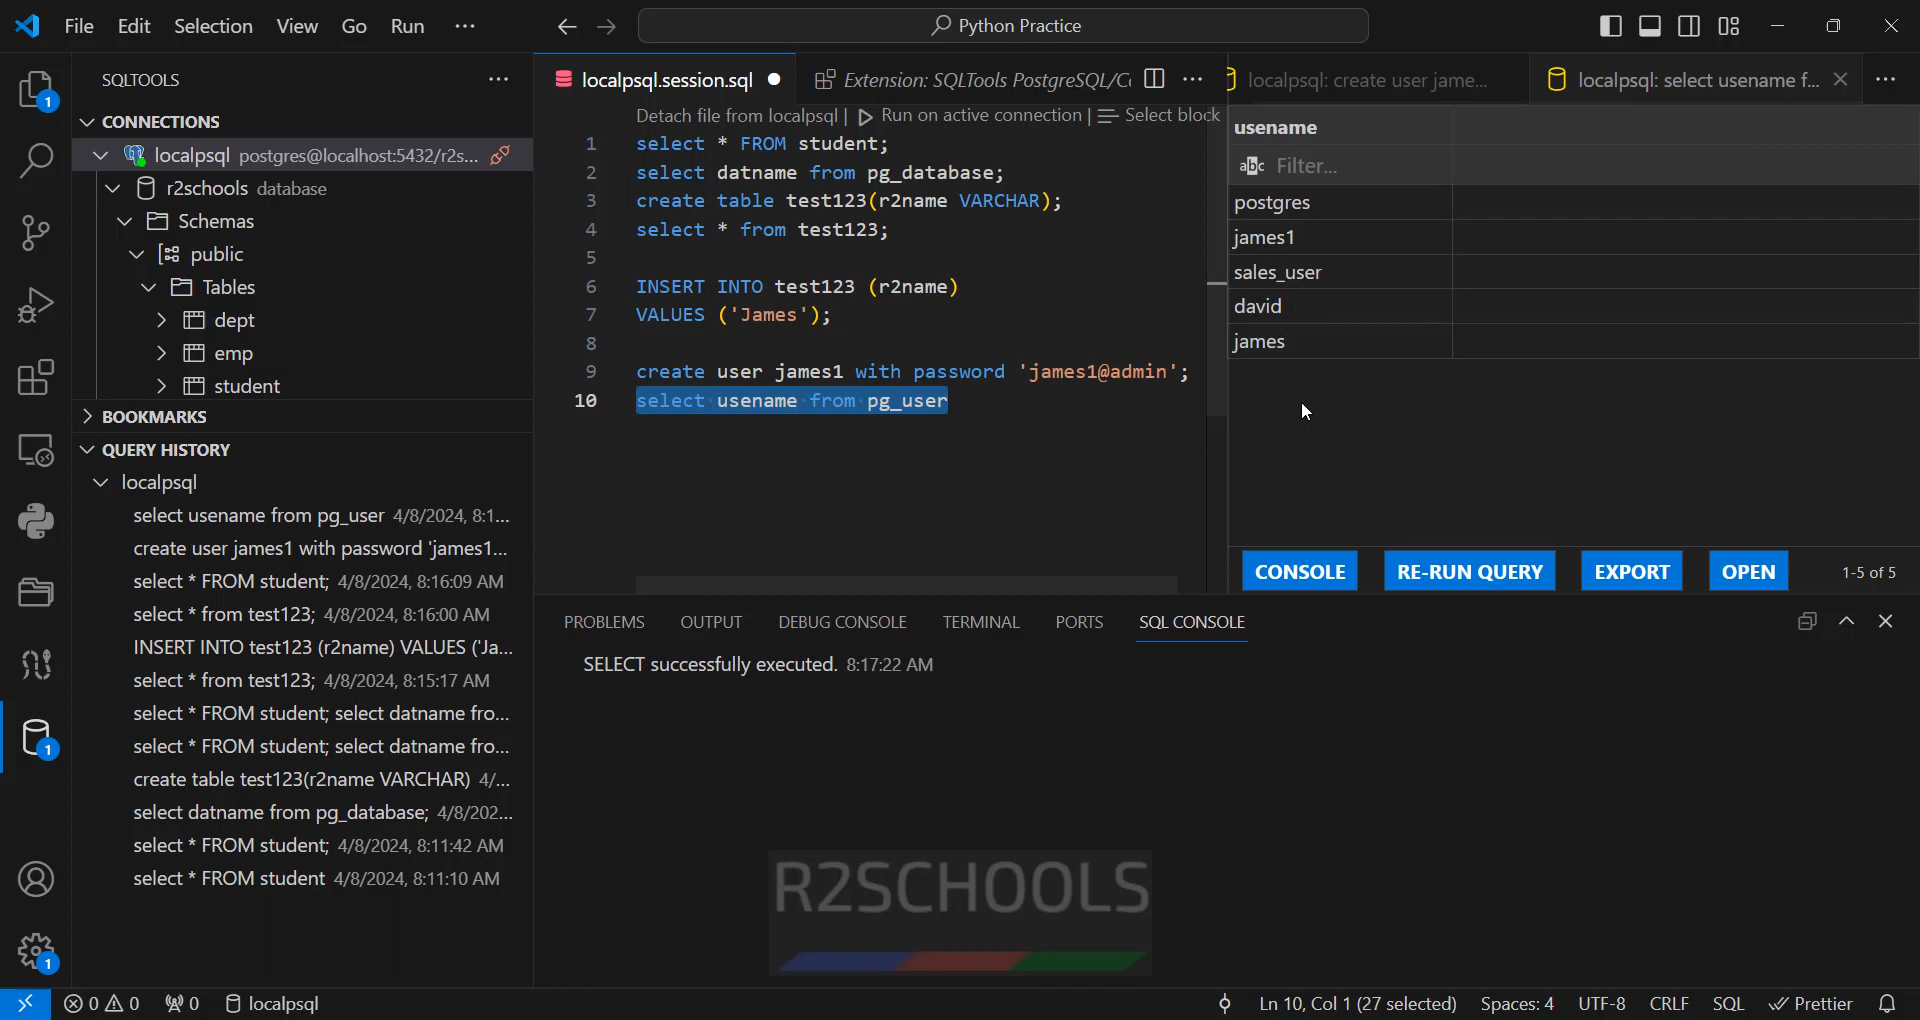 File Edit Selection View Go Run ···
Python Practice
SQLTOOLS ···
CONNECTIONS
localpsql postgres@localhost:5432/r2s...
r2schools database
Schemas
public
Tables
dept
emp
student
BOOKMARKS
QUERY HISTORY
localpsql
select usename from pg_user 4/8/2024, 8:1...
create user james1 with password 'james1...
select * FROM student; 4/8/2024, 8:16:09 AM
select * from test123; 4/8/2024, 8:16:00 AM
INSERT INTO test123 (r2name) VALUES ('Ja...
select * from test123; 4/8/2024, 8:15:17 AM
select * FROM student; select datname fro...
select * FROM student; select datname fro...
create table test123(r2name VARCHAR) 4/...
select datname from pg_database; 4/8/202...
select * FROM student; 4/8/2024, 8:11:42 AM
select * FROM student 4/8/2024, 8:11:10 AM
1
1
1
localpsql.session.sql
Extension: SQLTools PostgreSQL/Co
Detach file from localpsql | Run on active connection | Select block
1 select * FROM student;
2 select datname from pg_database;
3 create table test123(r2name VARCHAR);
4 select * from test123;
5
6 INSERT INTO test123 (r2name)
7 VALUES ('James');
8
9 create user james1 with password 'james1@admin';
10 select usename from pg_user
localpsql: create user jame...
localpsql: select usename f...
usename
abc Filter...
postgres
james1
sales_user
david
james
CONSOLE RE-RUN QUERY EXPORT OPEN 1-5 of 5
PROBLEMS OUTPUT DEBUG CONSOLE TERMINAL PORTS SQL CONSOLE
SELECT successfully executed. 8:17:22 AM
R2SCHOOLS
0 0 0 localpsql
Ln 10, Col 1 (27 selected) Spaces: 4 UTF-8 CRLF SQL Prettier